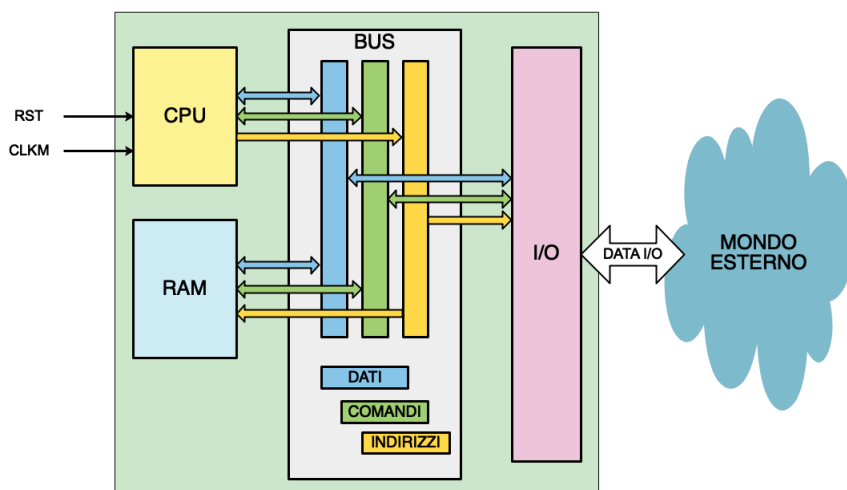 BUS
RST
CLKM
CPU
RAM
I/O
DATA I/O
MONDO
ESTERNO
DATI
COMANDI
INDIRIZZI